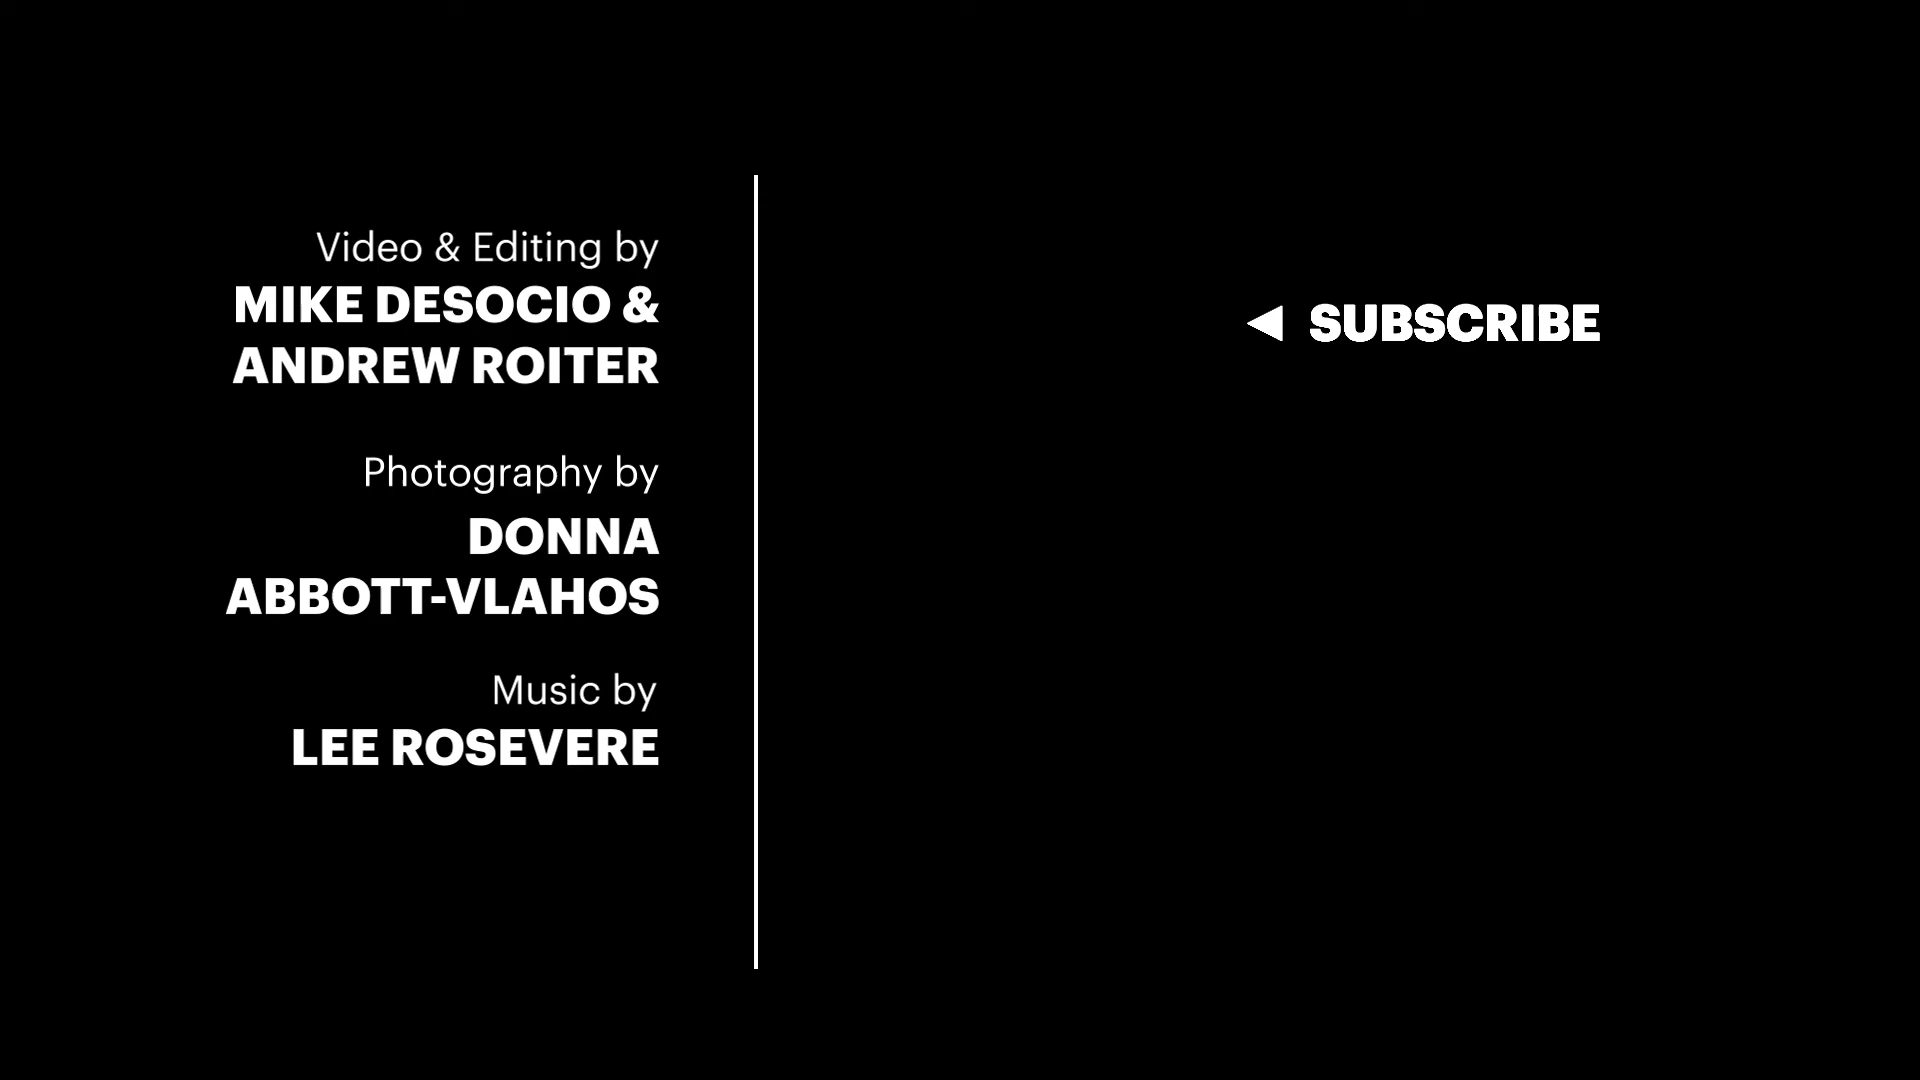 Video & Editing by
MIKE DESOCIO &
ANDREW ROITER
Photography by
DONNA
ABBOTT-VLAHOS
Music by
LEE ROSEVERE
SUBSCRIBE